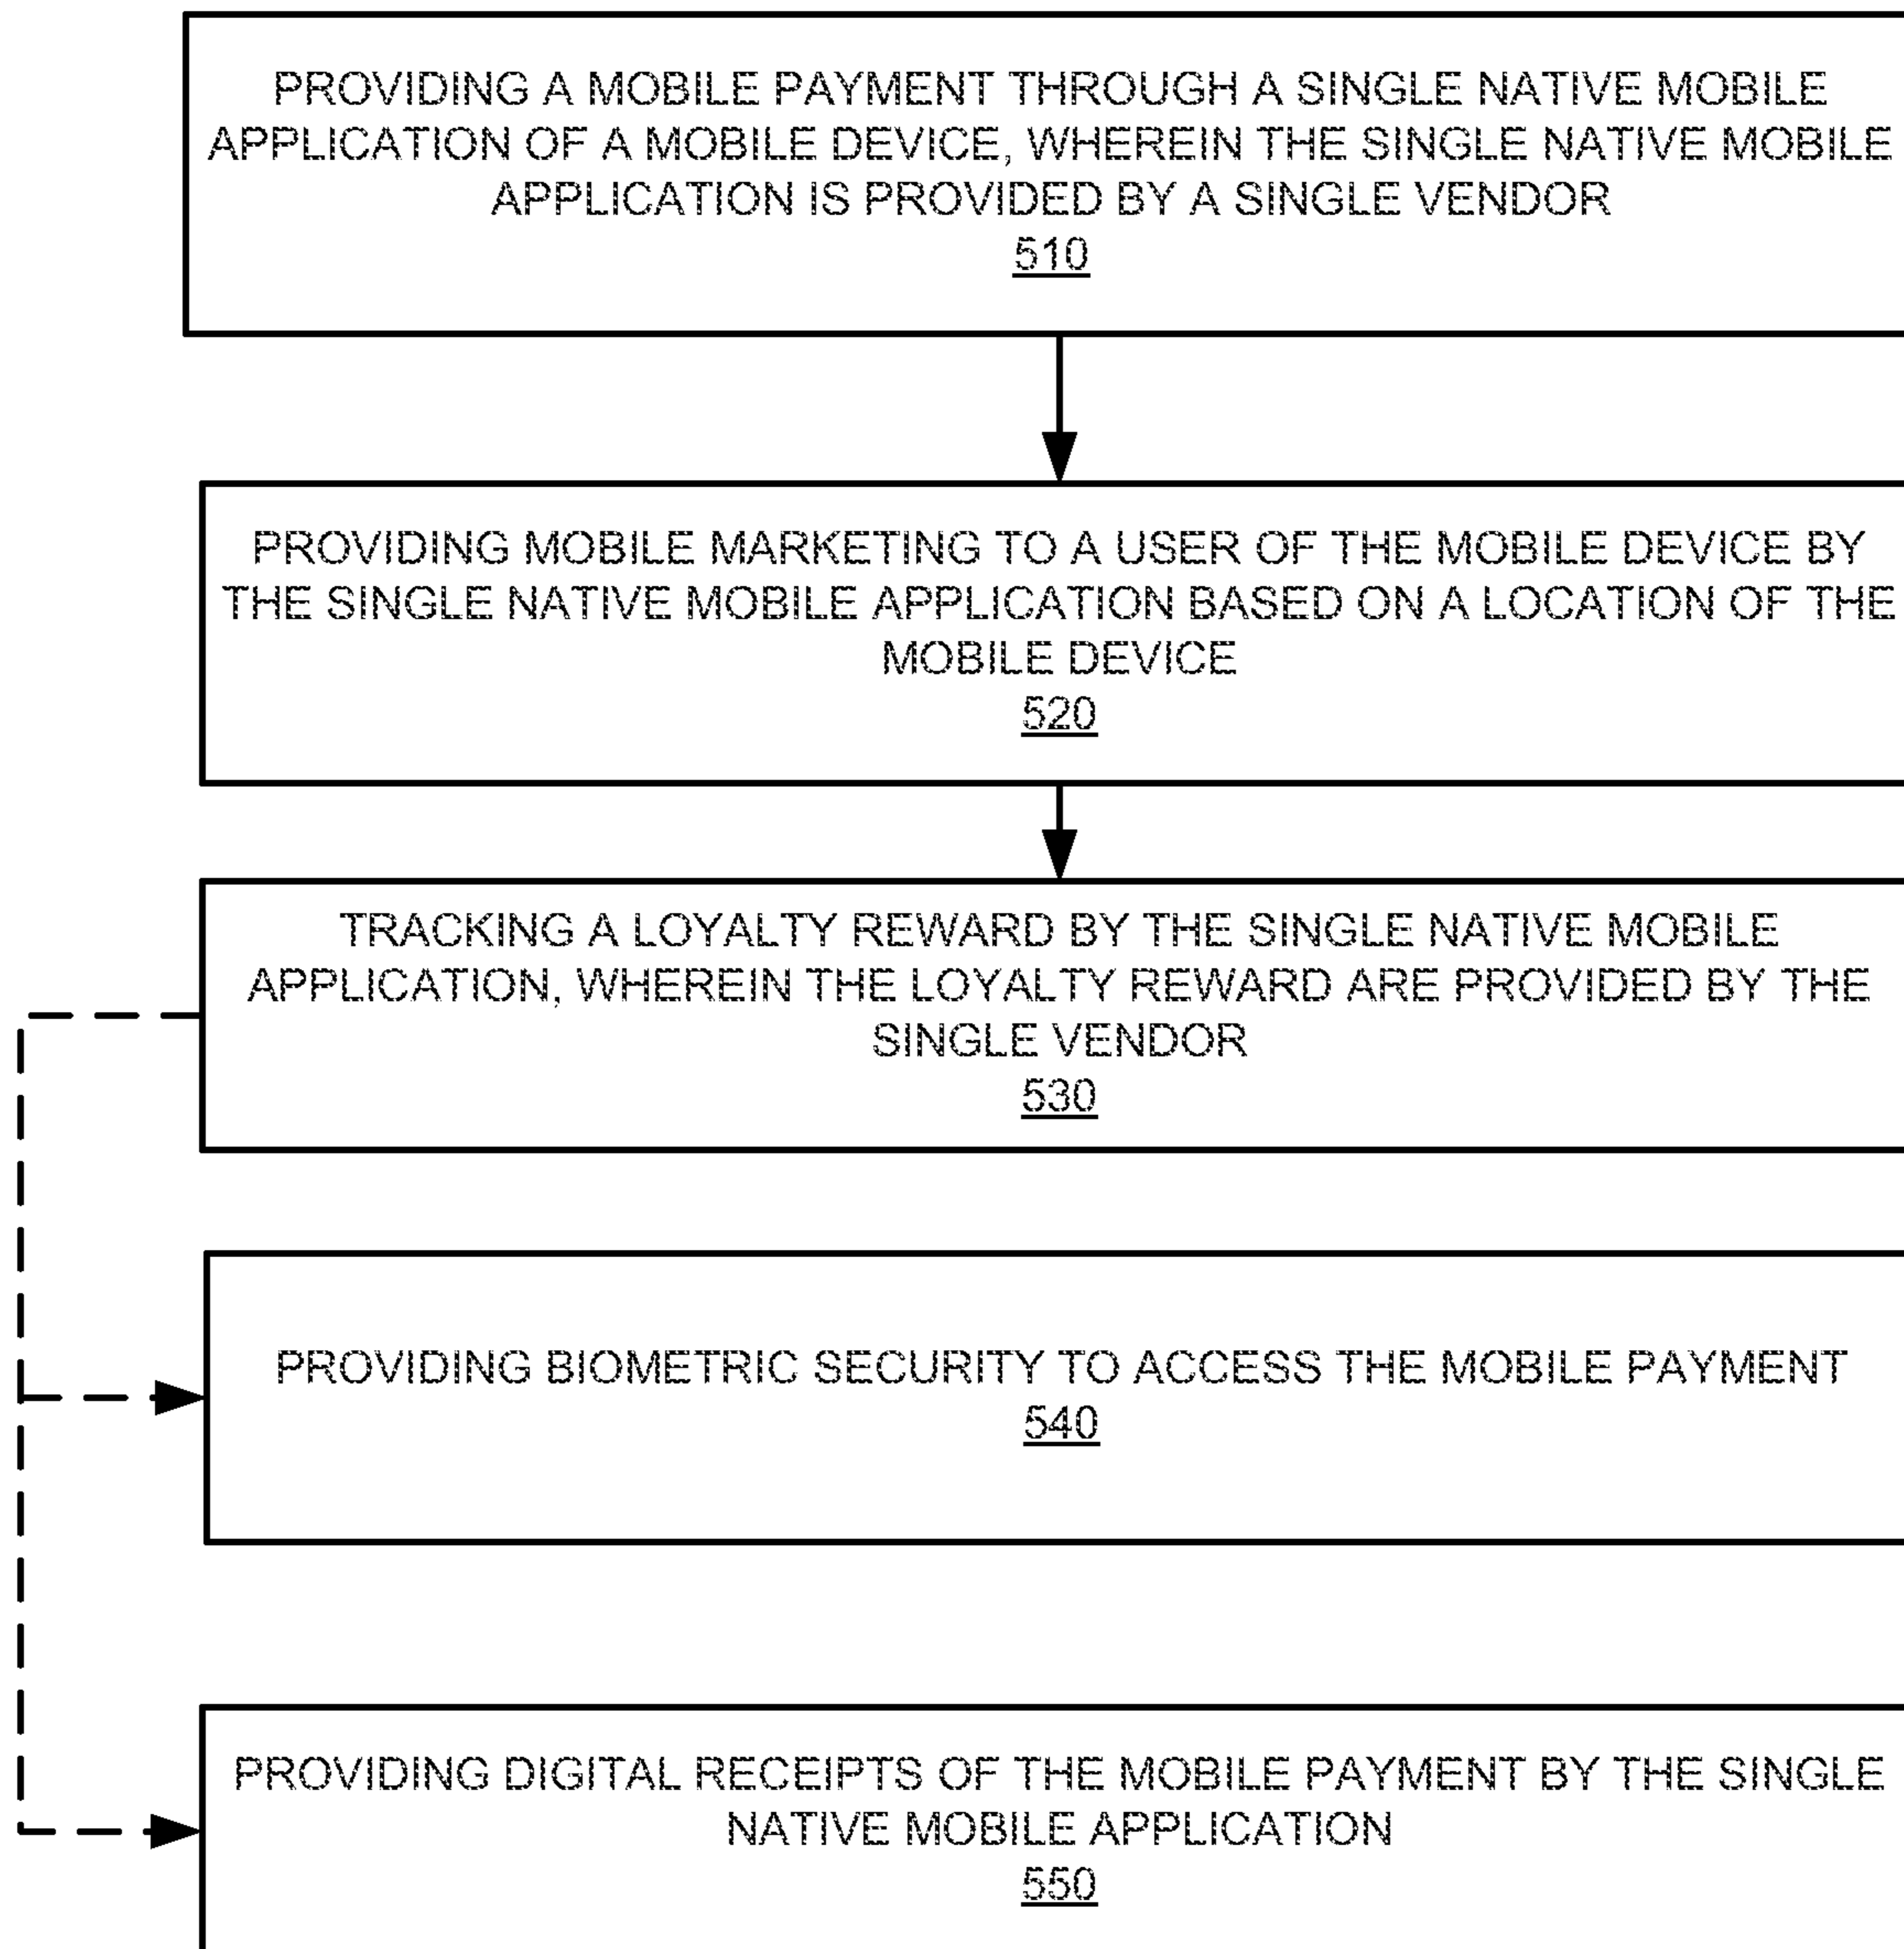 PROVIDING A MOBILE PAYMENT THROUGH A SINGLE NATIVE MOBILE
APPLICATION OF A MOBILE DEVICE, WHEREIN THE SINGLE NATIVE MOBILE
APPLICATION IS PROVIDED BY A SINGLE VENDOR
510
PROVIDING MOBILE MARKETING TO A USER OF THE MOBILE DEVICE BY
THE SINGLE NATIVE MOBILE APPLICATION BASED ON A LOCATION OF THE
MOBILE DEVICE
520
TRACKING A LOYALTY REWARD BY THE SINGLE NATIVE MOBILE
APPLICATION, WHEREIN THE LOYALTY REWARD ARE PROVIDED BY THE
SINGLE VENDOR
530
PROVIDING BIOMETRIC SECURITY TO ACCESS THE MOBILE PAYMENT
540
PROVIDING DIGITAL RECEIPTS OF THE MOBILE PAYMENT BY THE SINGLE
NATIVE MOBILE APPLICATION
550